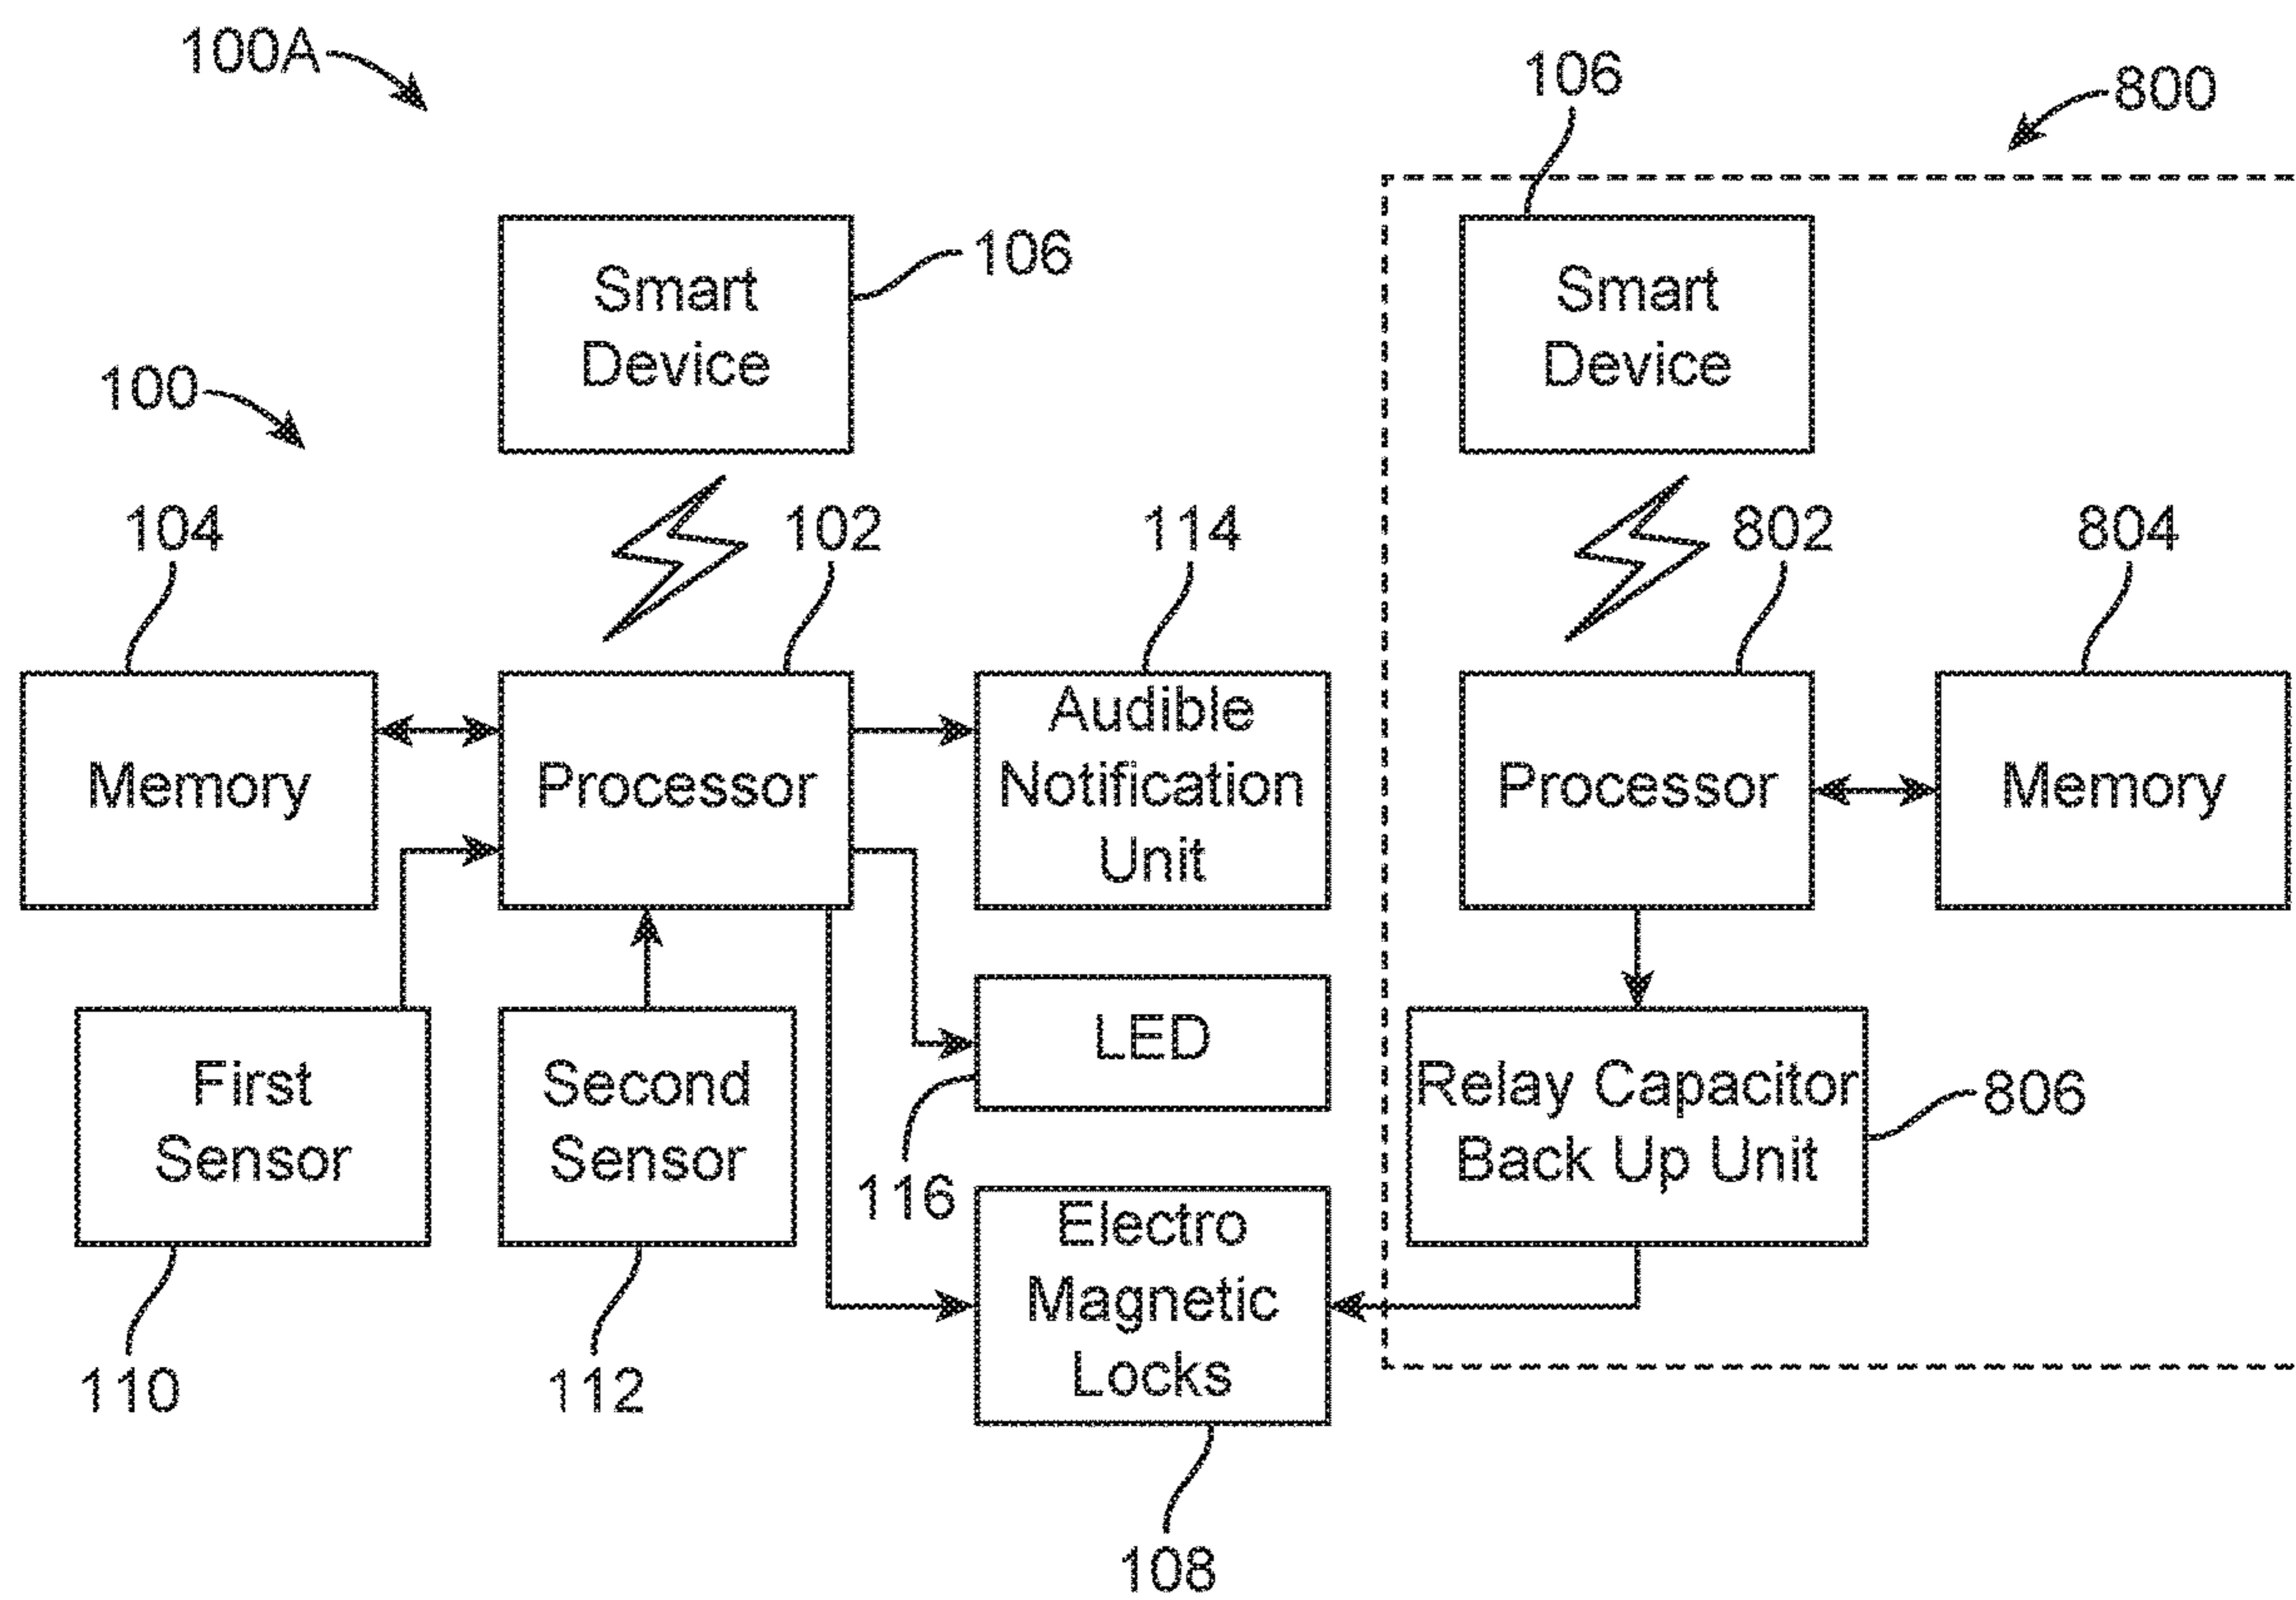 100A
106
800
Smart
Device
106
Smart
Device
100
104
102
114
802
804
Memory
Processor
Audible
Notification
Unit
Processor
Memory
First
Sensor
Second
Sensor
LED
Relay Capacitor
Back Up Unit
806
116
Electro
Magnetic
Locks
110
112
108